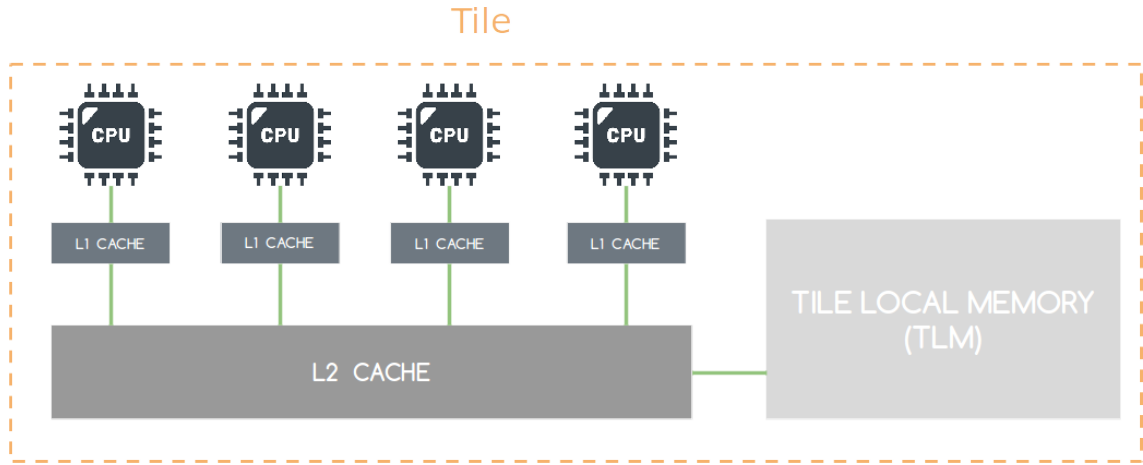 Tile
CPU
CPU
CPU
CPU
L1 CACHE
L1 CACHE
L1 CACHE
L1 CACHE
TILE LOCAL MEMORY
(TLM)
L2 CACHE